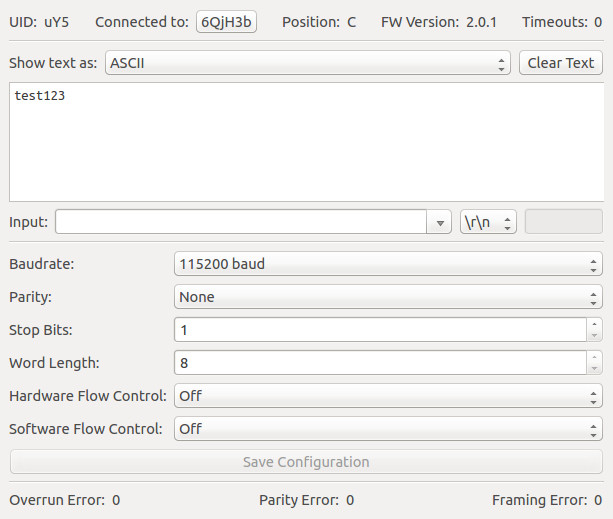 UID: uY5 Connected to: 6QjH3b Position: C FW Version: 2.0.1 Timeouts: 0
Show text as: ASCII Clear Text
test123
Input: \r\n
Baudrate: 115200 baud
Parity: None
Stop Bits: 1
Word Length: 8
Hardware Flow Control: Off
Software Flow Control: Off
Save Configuration
Overrun Error: 0 Parity Error: 0 Framing Error: 0